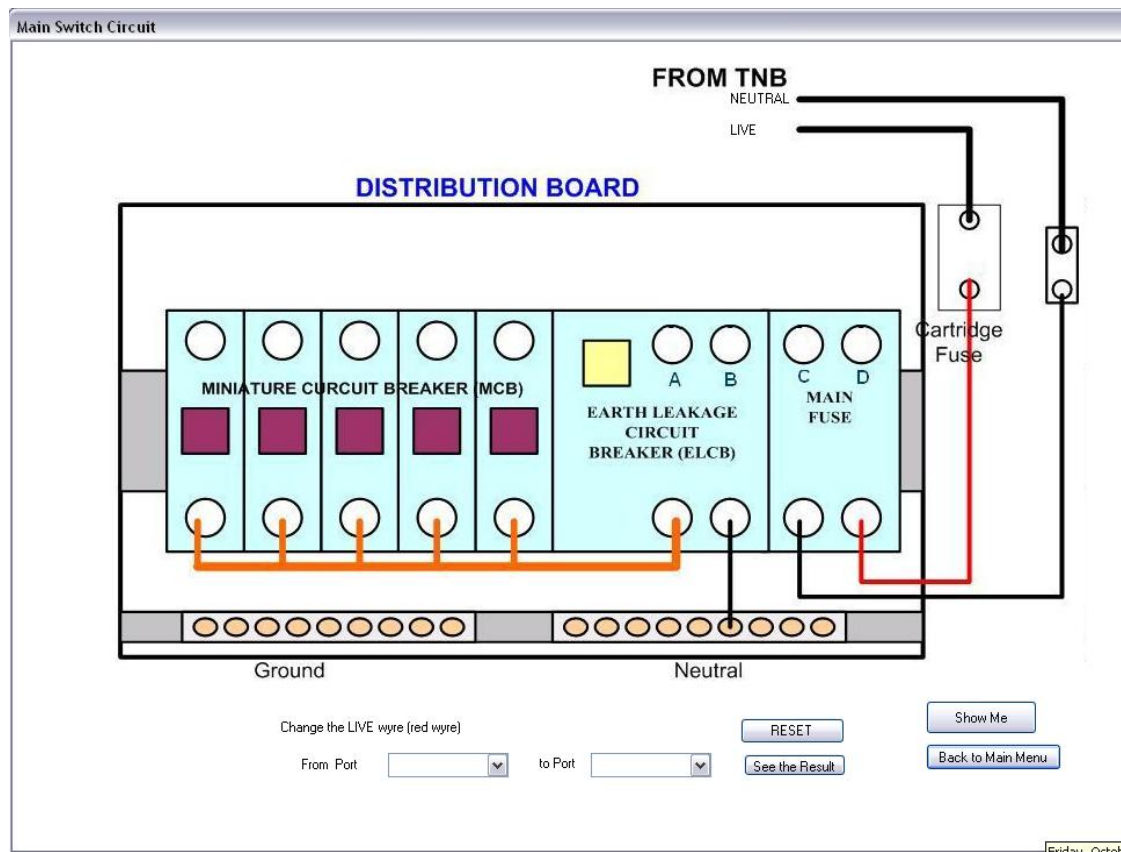 Main Switch Circuit
FROM TNB
NEUTRAL
LIVE
DISTRIBUTION BOARD
Cartridge
Fuse
A B C D
MINIATURE CURCUIT BREAKER (MCB)
MAIN
FUSE
EARTH LEAKAGE
CIRCUIT
BREAKER (ELCB)
Ground
Neutral
Change the LIVE wyre (red wyre)
RESET
Show Me
From Port
to Port
See the Result
Back to Main Menu